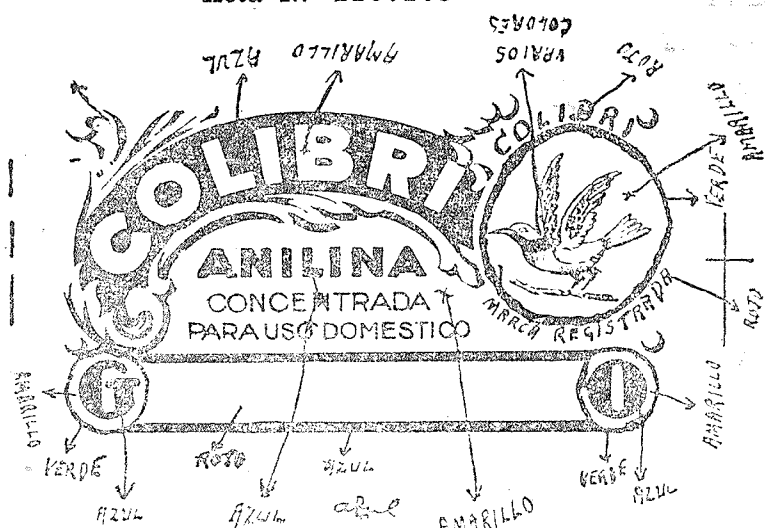 AZUL
AMARILLO
VRAIOS
COLORES
ROJO
COLIBRI
COLIBRI
AMARILLO
VERDE
ANILINA
CONCENTRADA
PARA USO DOMESTICO
MARCA REGISTRADA
ROJO
G
I
AMARILLO
AMARILLO
VERDE
ROJO
AZUL
VERDE
AZUL
AZUL
AZUL
azul
AMARILLO